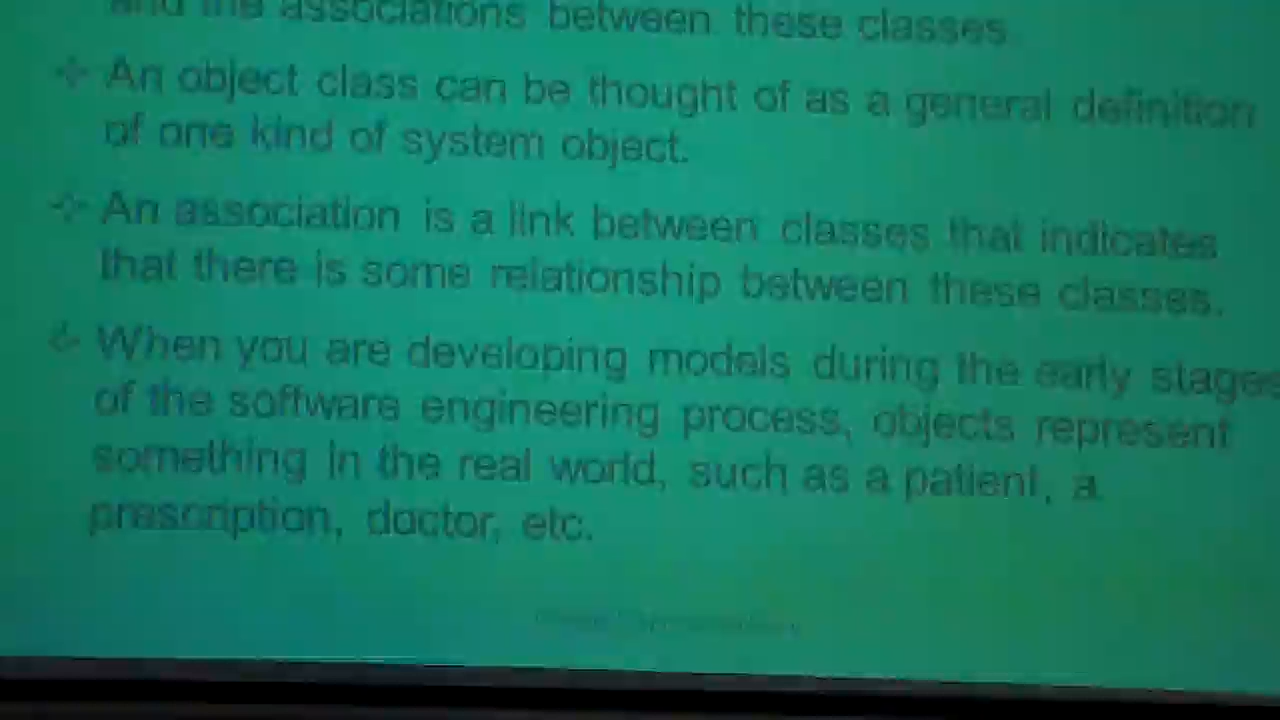 and the associations between these classes.
An object class can be thought of as a general definition
of one kind of system object.
An association is a link between classes that indicates
that there is some relationship between these classes.
When you are developing models during the early stages
of the software engineering process, objects represent
something in the real world, such as a patient, a
prescription, doctor, etc.